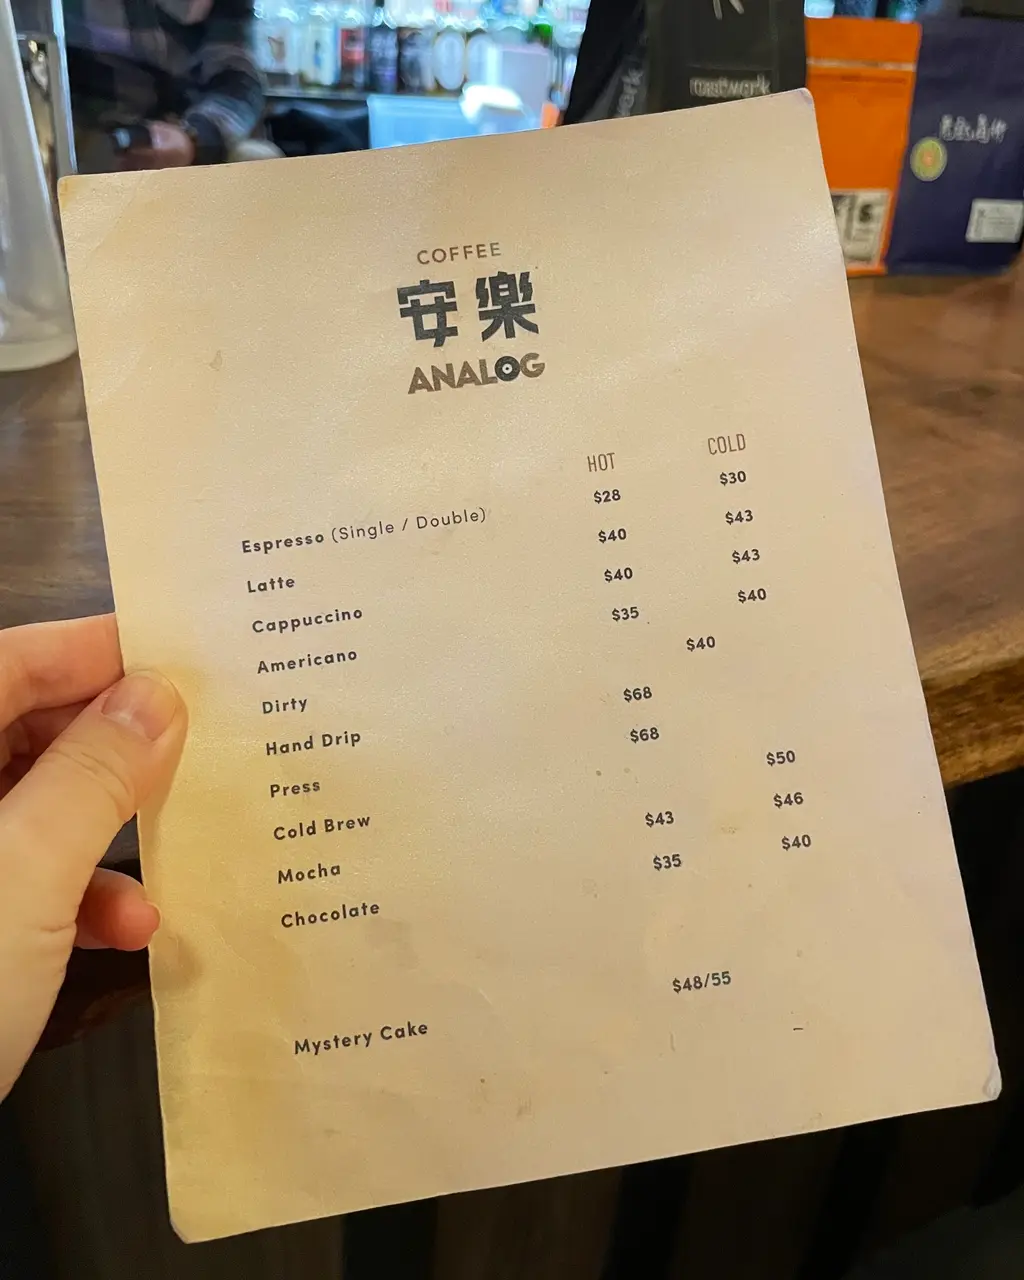 roastwerk
COFFEE
安樂
ANALOG
HOT COLD
Espresso (Single / Double) $28 $30
Latte $40 $43
Cappuccino $40 $43
Americano $35 $40
Dirty $40
Hand Drip $68
Press $68
Cold Brew $50
Mocha $43 $46
Chocolate $35 $40
Mystery Cake $48/55